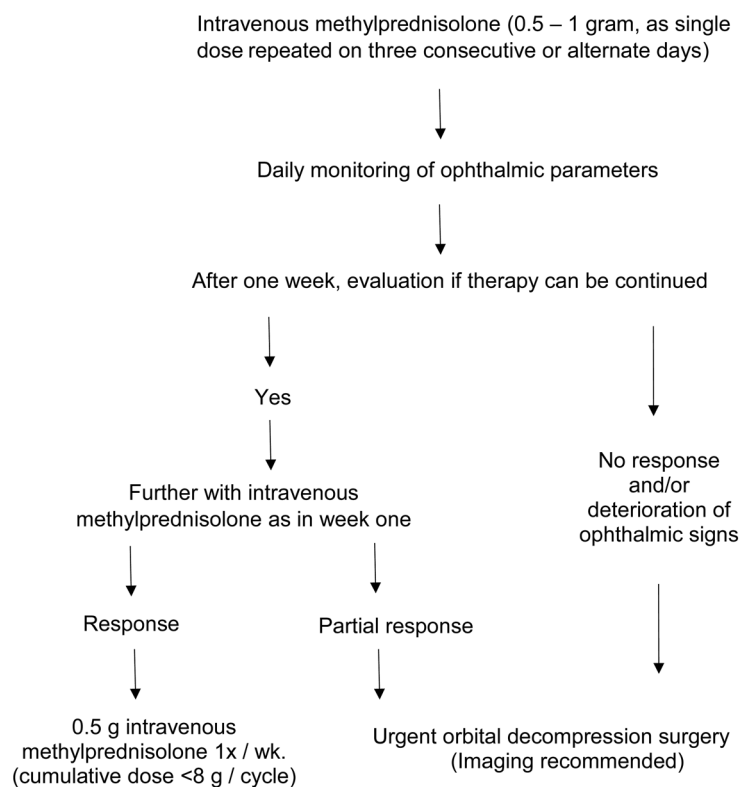 Intravenous methylprednisolone (0.5 – 1 gram, as single
dose repeated on three consecutive or alternate days)
Daily monitoring of ophthalmic parameters
After one week, evaluation if therapy can be continued
Yes
No response
and/or
deterioration of
ophthalmic signs
Further with intravenous
methylprednisolone as in week one
Response
Partial response
0.5 g intravenous
methylprednisolone 1x / wk.
(cumulative dose <8 g / cycle)
Urgent orbital decompression surgery
(Imaging recommended)